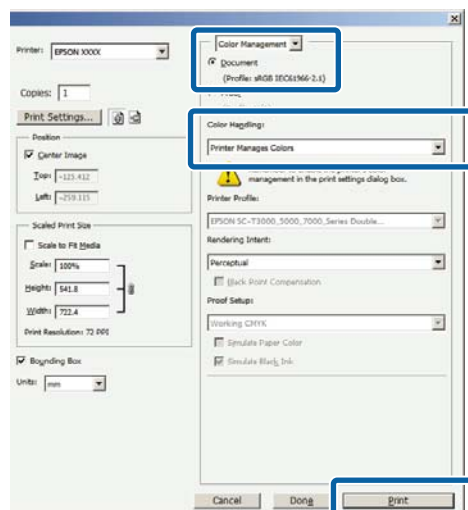 Printer: EPSON XXXX
Copies: 1
Print Settings...
Position
Center Image
Top: -125.412
Left: -259.115
Scaled Print Size
Scale to Fit Media
Scale: 100%
Height: 541.8
Width: 722.4
Print Resolution: 72 PPI
Bounding Box
Units: mm
Color Management
Document
(Profile: sRGB IEC61966-2.1)
Color Handling:
Printer Manages Colors
management in the print settings dialog box.
Printer Profile:
EPSON SC-T3000_5000_7000_Series Double...
Rendering Intent:
Perceptual
Black Point Compensation
Proof Setup:
Working CMYK
Simulate Paper Color
Simulate Black Ink
Cancel
Done
Print